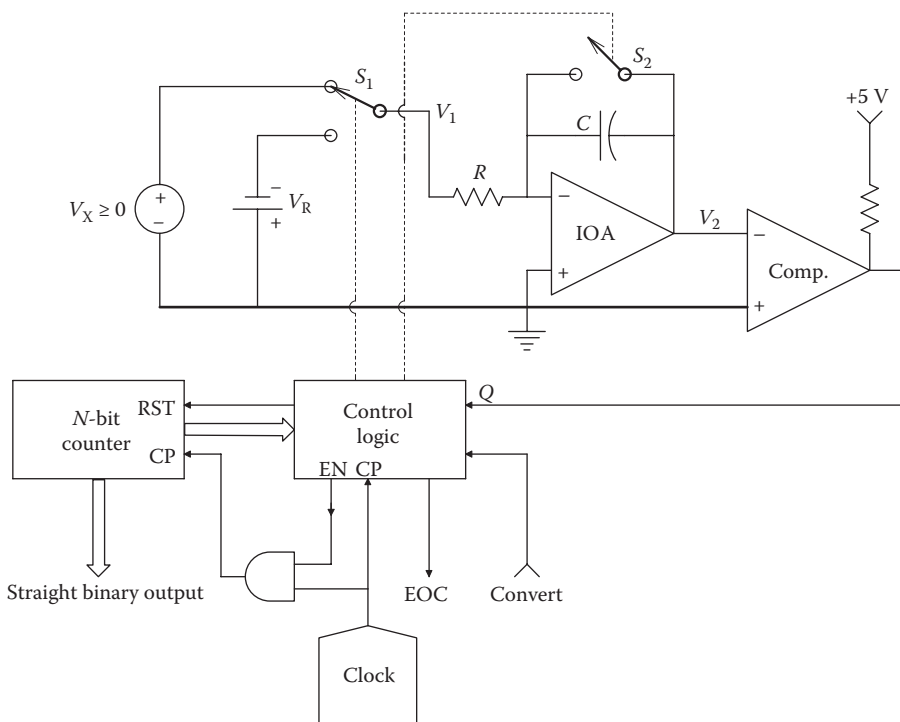 S2
S1
+5 V
V1
C
R
VX ≥ 0
+
−
−
VR
+
−
IOA
+
V2
−
Comp.
+
N-bit
counter
RST
CP
Control
logic
EN CP
Q
Straight binary output
EOC
Convert
Clock